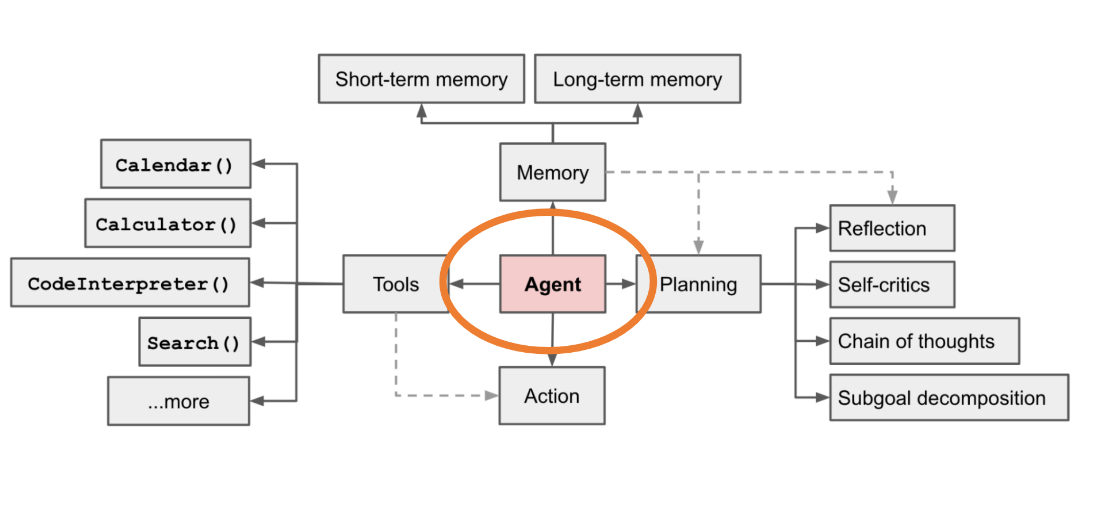 Short-term memory
Long-term memory
Calendar()
Memory
Calculator()
Reflection
CodeInterpreter()
Tools
Agent
Planning
Self-critics
Search()
Chain of thoughts
...more
Action
Subgoal decomposition